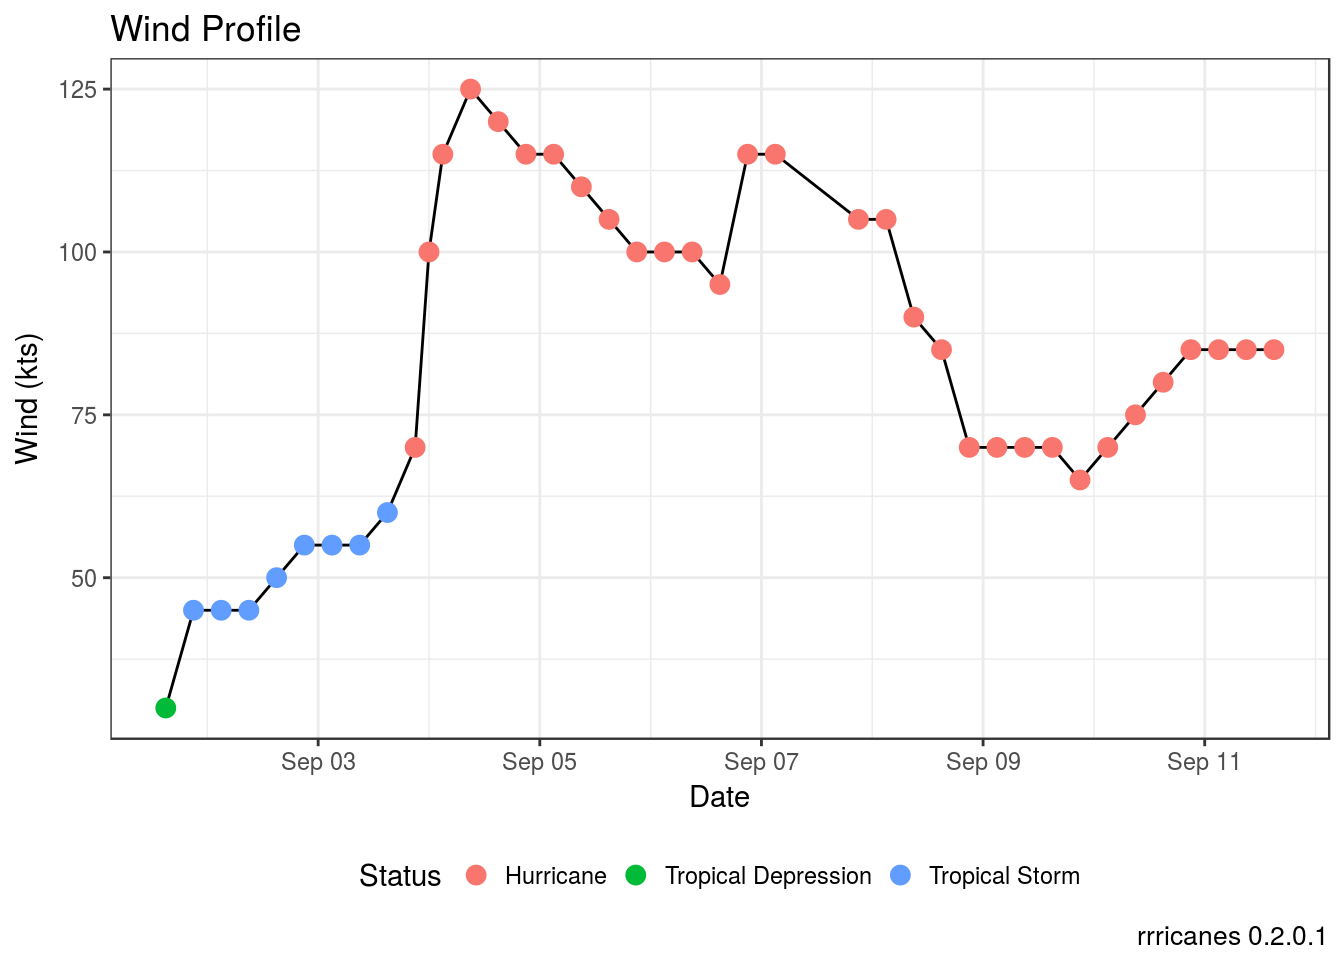 Wind Profile
125
100
75
50
Wind (kts)
Sep 03 Sep 05 Sep 07 Sep 09 Sep 11
Date
Status Hurricane Tropical Depression Tropical Storm
rrricanes 0.2.0.1